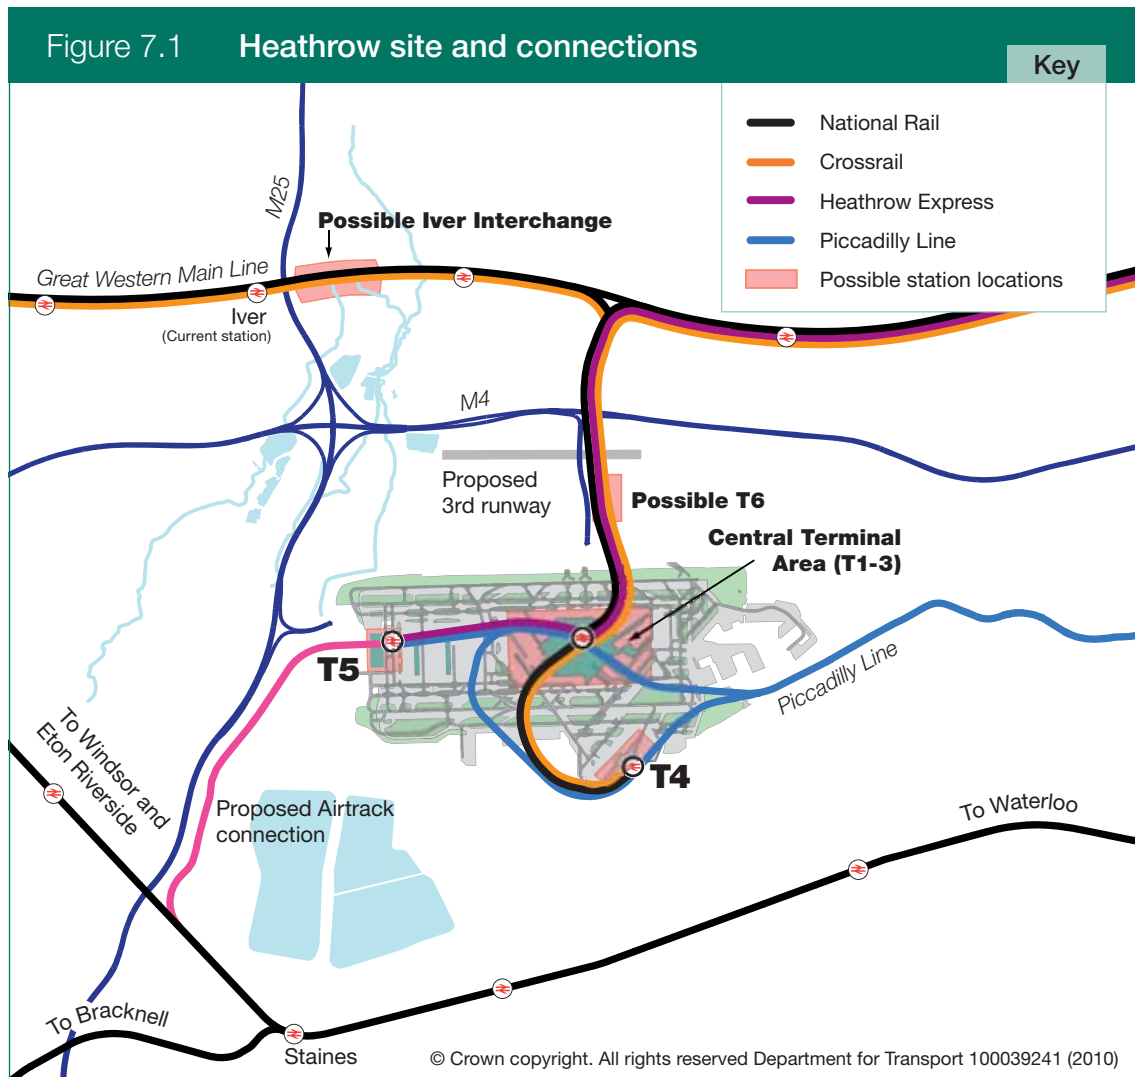 Figure 7.1 Heathrow site and connections
Key
National Rail
Crossrail
Heathrow Express
Piccadilly Line
Possible station locations
M25
Possible Iver Interchange
Great Western Main Line
Iver
(Current station)
M4
Proposed
3rd runway
Possible T6
Central Terminal
Area (T1-3)
T5
Piccadilly Line
To Windsor and
Eton Riverside
T4
Proposed Airtrack
connection
To Waterloo
To Bracknell
Staines
© Crown copyright. All rights reserved Department for Transport 100039241 (2010)